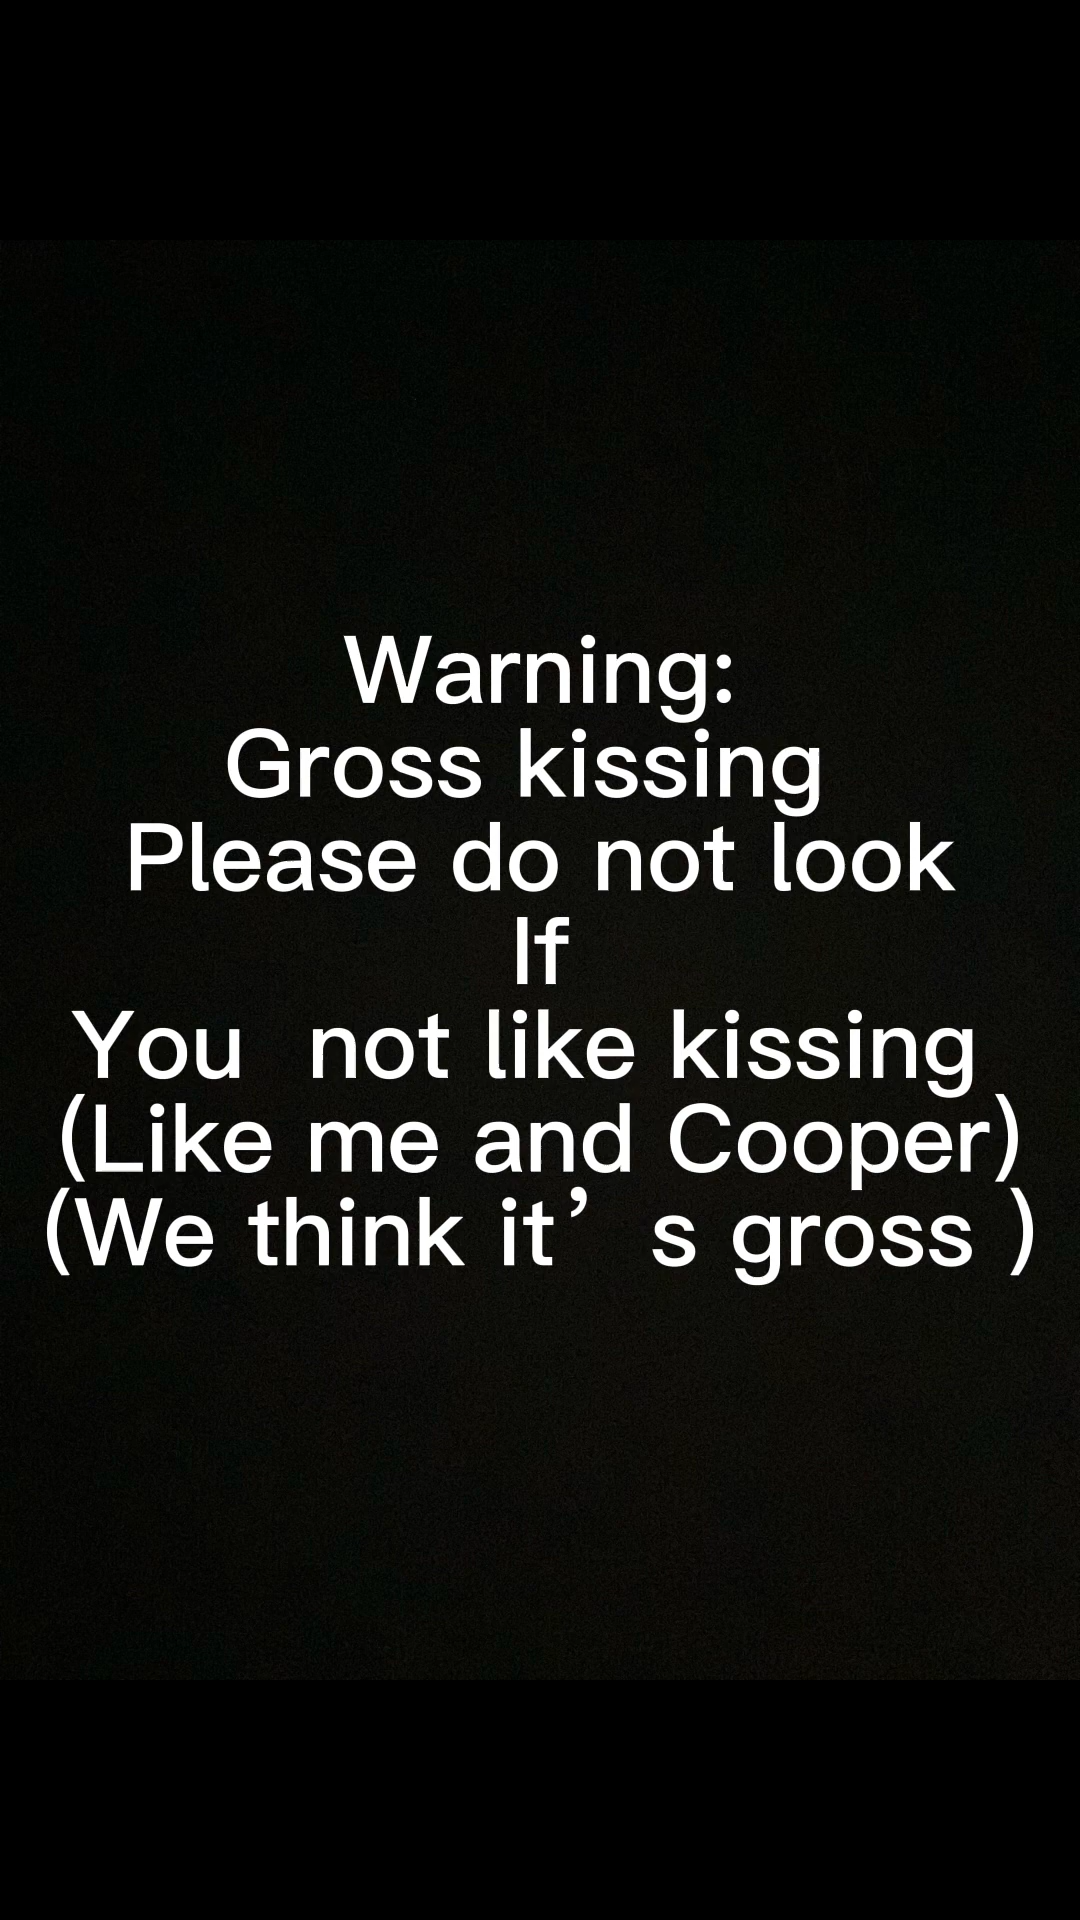 Warning:
Gross kissing
Please do not look
If
You  not like kissing
(Like me and Cooper)
(We think it’s gross )